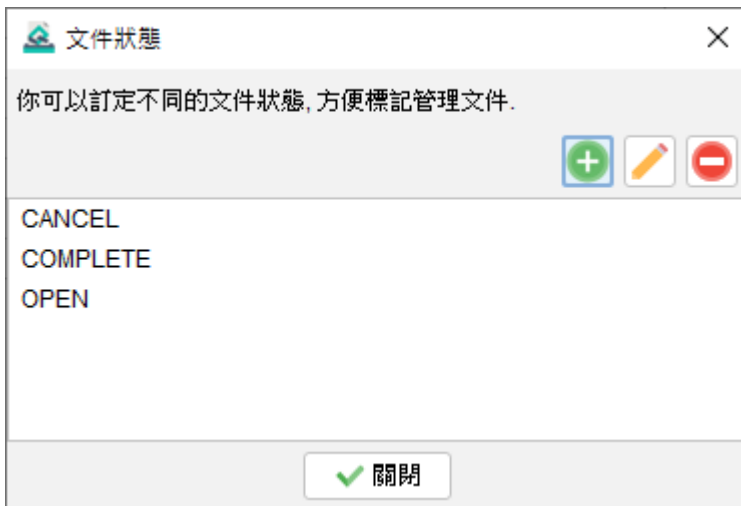 文件狀態
你可以訂定不同的文件狀態, 方便標記管理文件.
CANCEL
COMPLETE
OPEN
關閉